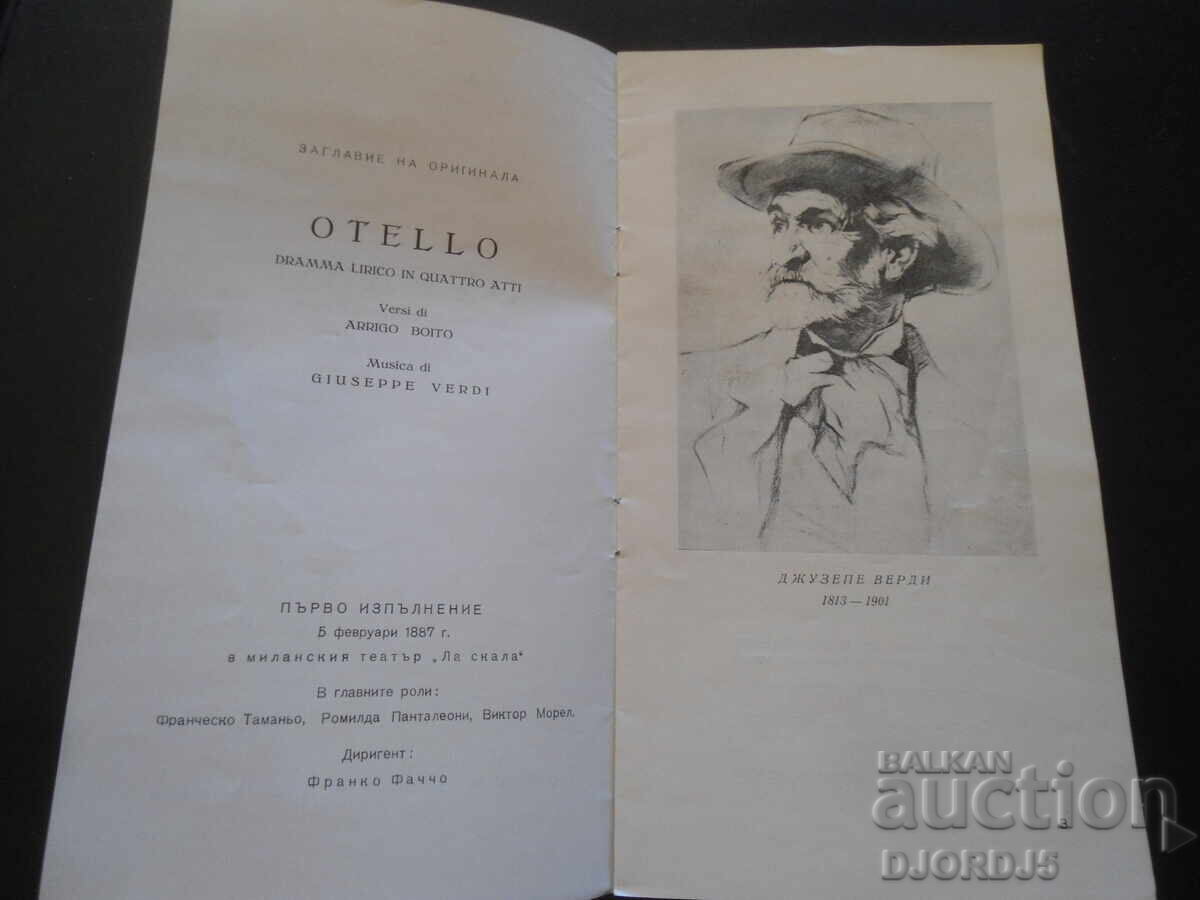 ЗАГЛАВИЕ НА ОРИГИНАЛА:
OTELLO
DRAMMA LIRICO IN QUATTRO ATTI
Versi di
ARRIGO BOITO
Musica di
GIUSEPPE VERDI
ПЪРВО ИЗПЪЛНЕНИЕ
5 февруари 1887 г.
в миланския театър „Ла скала“
В главните роли:
Франческо Таманьо, Ромилда Панталеони, Виктор Морел.
Диригент:
Франко Фаччо
ДЖУЗЕПЕ ВЕРДИ
1813 — 1901
3
BALKAN
auction
DJORDJ5